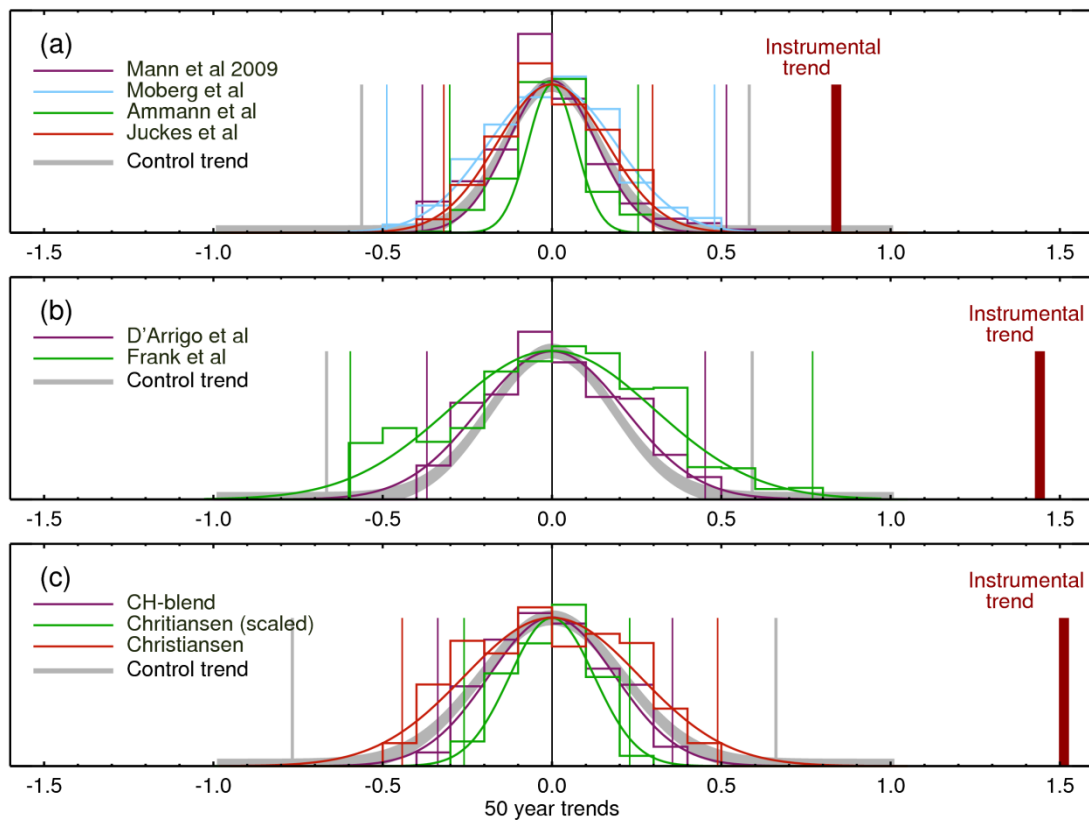 (a)
Mann et al 2009
Moberg et al
Ammann et al
Juckes et al
Control trend
Instrumental
trend
-1.5 -1.0 -0.5 0.0 0.5 1.0 1.5
(b)
D'Arrigo et al
Frank et al
Control trend
Instrumental
trend
-1.5 -1.0 -0.5 0.0 0.5 1.0 1.5
(c)
CH-blend
Chritiansen (scaled)
Christiansen
Control trend
Instrumental
trend
-1.5 -1.0 -0.5 0.0 0.5 1.0 1.5
50 year trends